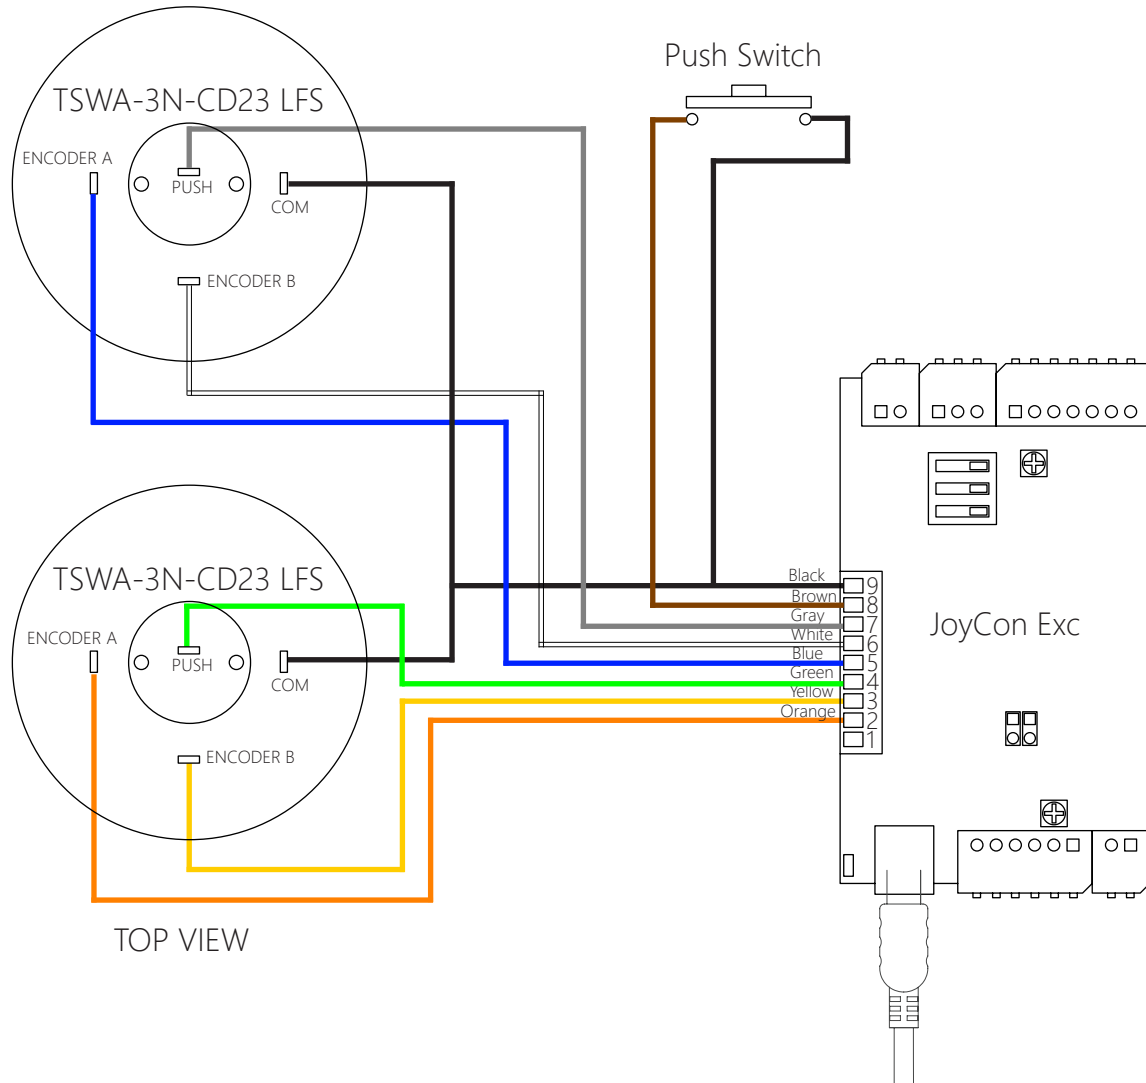 Push Switch
TSWA-3N-CD23 LFS
ENCODER A
PUSH
COM
ENCODER B
TSWA-3N-CD23 LFS
ENCODER A
PUSH
COM
ENCODER B
TOP VIEW
Black 9
Brown 8
Gray 7
White 6
Blue 5
Green 4
Yellow 3
Orange 2
1
JoyCon Exc